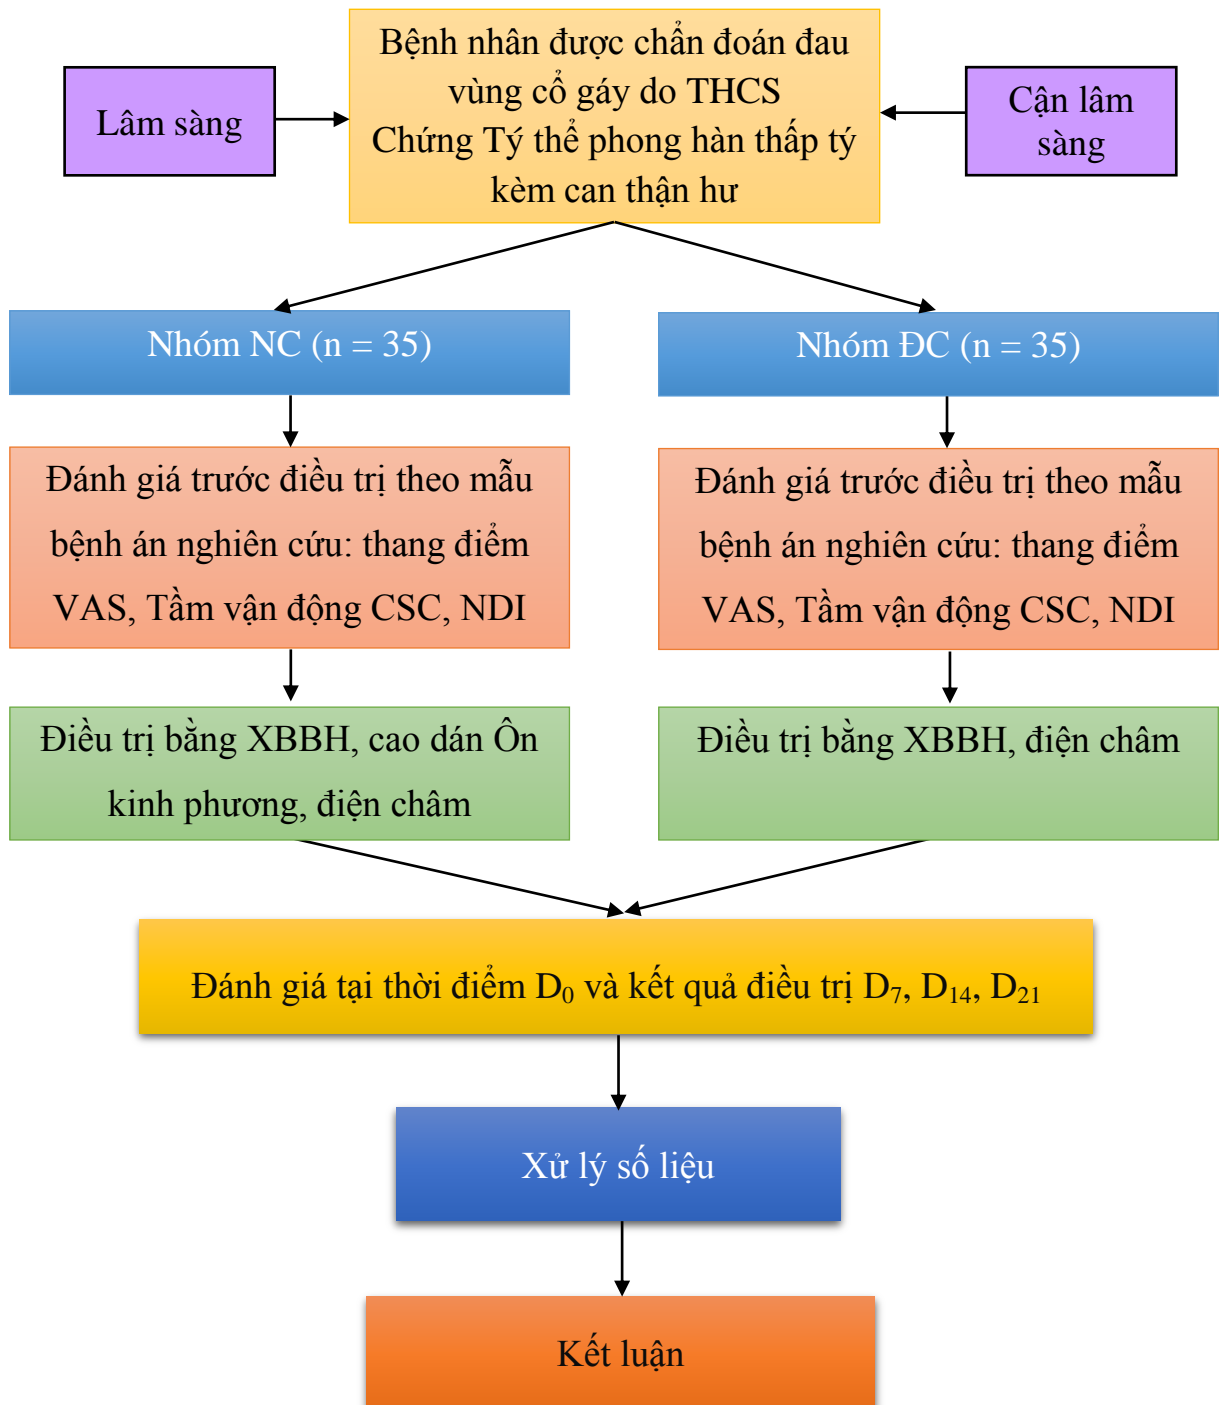 Bệnh nhân được chẩn đoán đau
vùng cổ gáy do THCS
Chứng Tý thể phong hàn thấp tý
kèm can thận hư
Lâm sàng
Cận lâm
sàng
Nhóm NC (n = 35)
Nhóm ĐC (n = 35)
Đánh giá trước điều trị theo mẫu
bệnh án nghiên cứu: thang điểm
VAS, Tầm vận động CSC, NDI
Đánh giá trước điều trị theo mẫu
bệnh án nghiên cứu: thang điểm
VAS, Tầm vận động CSC, NDI
Điều trị bằng XBBH, cao dán Ôn
kinh phương, điện châm
Điều trị bằng XBBH, điện châm
Đánh giá tại thời điểm D₀ và kết quả điều trị D₇, D₁₄, D₂₁
Xử lý số liệu
Kết luận